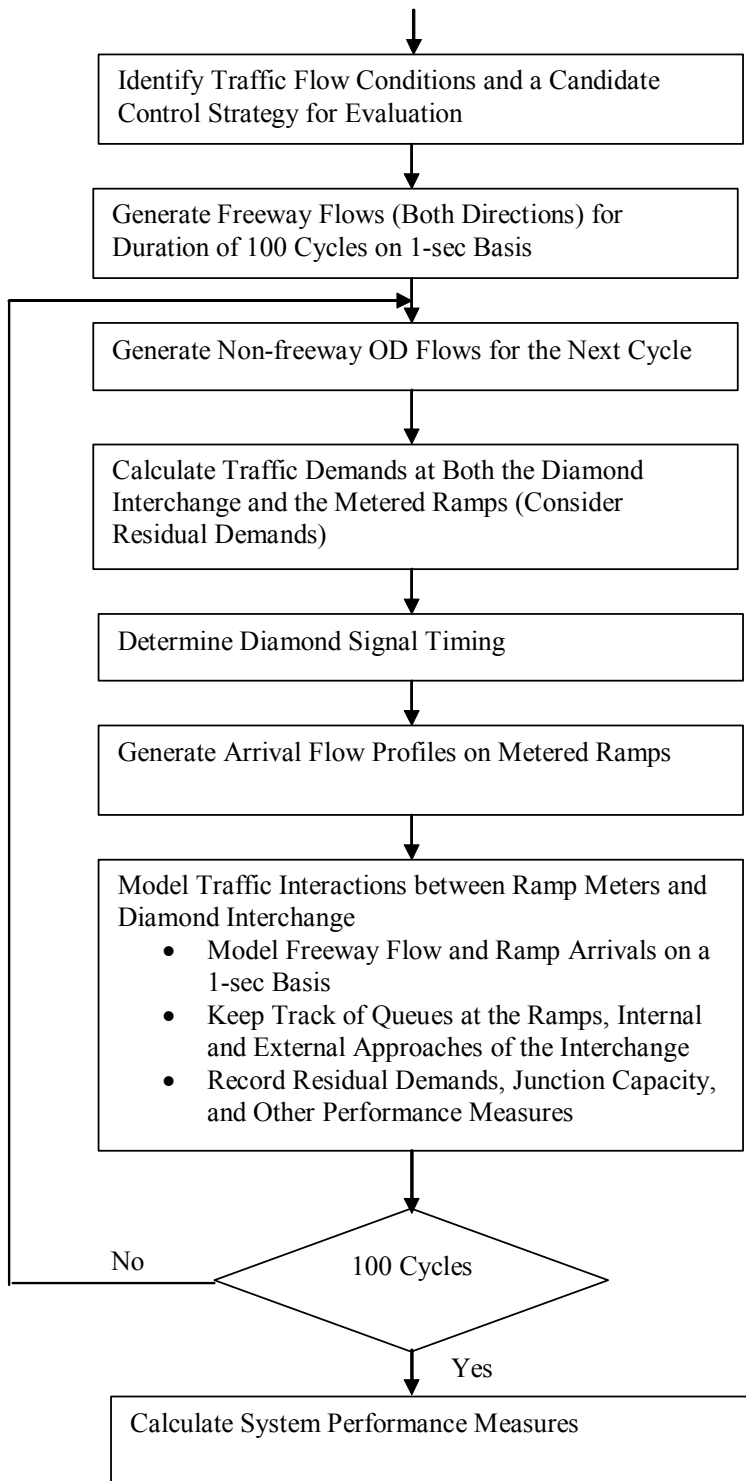 Identify Traffic Flow Conditions and a Candidate
Control Strategy for Evaluation
Generate Freeway Flows (Both Directions) for
Duration of 100 Cycles on 1-sec Basis
Generate Non-freeway OD Flows for the Next Cycle
Calculate Traffic Demands at Both the Diamond
Interchange and the Metered Ramps (Consider
Residual Demands)
Determine Diamond Signal Timing
Generate Arrival Flow Profiles on Metered Ramps
Model Traffic Interactions between Ramp Meters and
Diamond Interchange
• Model Freeway Flow and Ramp Arrivals on a
1-sec Basis
• Keep Track of Queues at the Ramps, Internal
and External Approaches of the Interchange
• Record Residual Demands, Junction Capacity,
and Other Performance Measures
No
100 Cycles
Yes
Calculate System Performance Measures